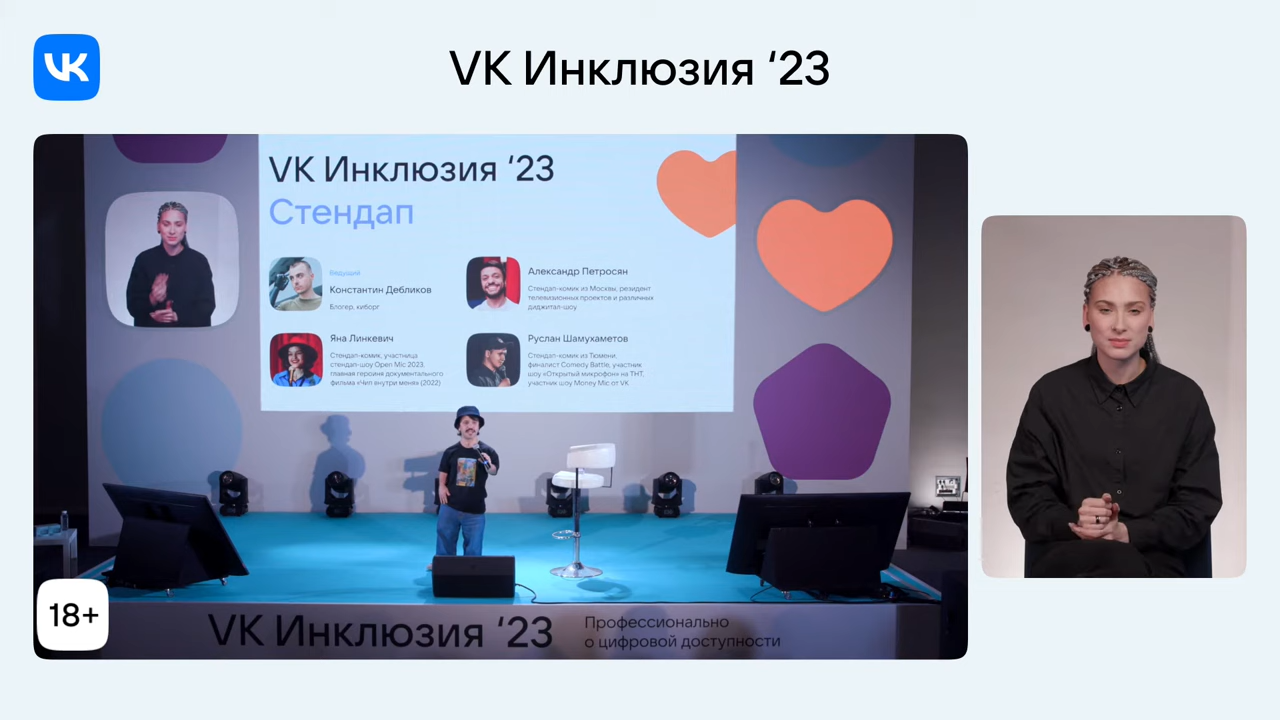 VK
VK Инклюзия ‘23
VK Инклюзия ‘23
Стендап
Ведущий
Константин Дебликов
Блогер, киборг
Александр Петросян
Стендап-комик из Москвы, резидент
телевизионных проектов и различных
диджитал-шоу
Яна Линкевич
Стендап-комик, участница
стендап-шоу Open Mic 2023,
главная героиня документального
фильма «Чип внутри меня» (2022)
Руслан Шамухаметов
Стендап-комик из Тюмени,
финалист Comedy Battle, участник
шоу «Открытый микрофон» на ТНТ,
участник шоу Money Mic от VK
18+
VK Инклюзия ‘23
Профессионально
о цифровой доступности